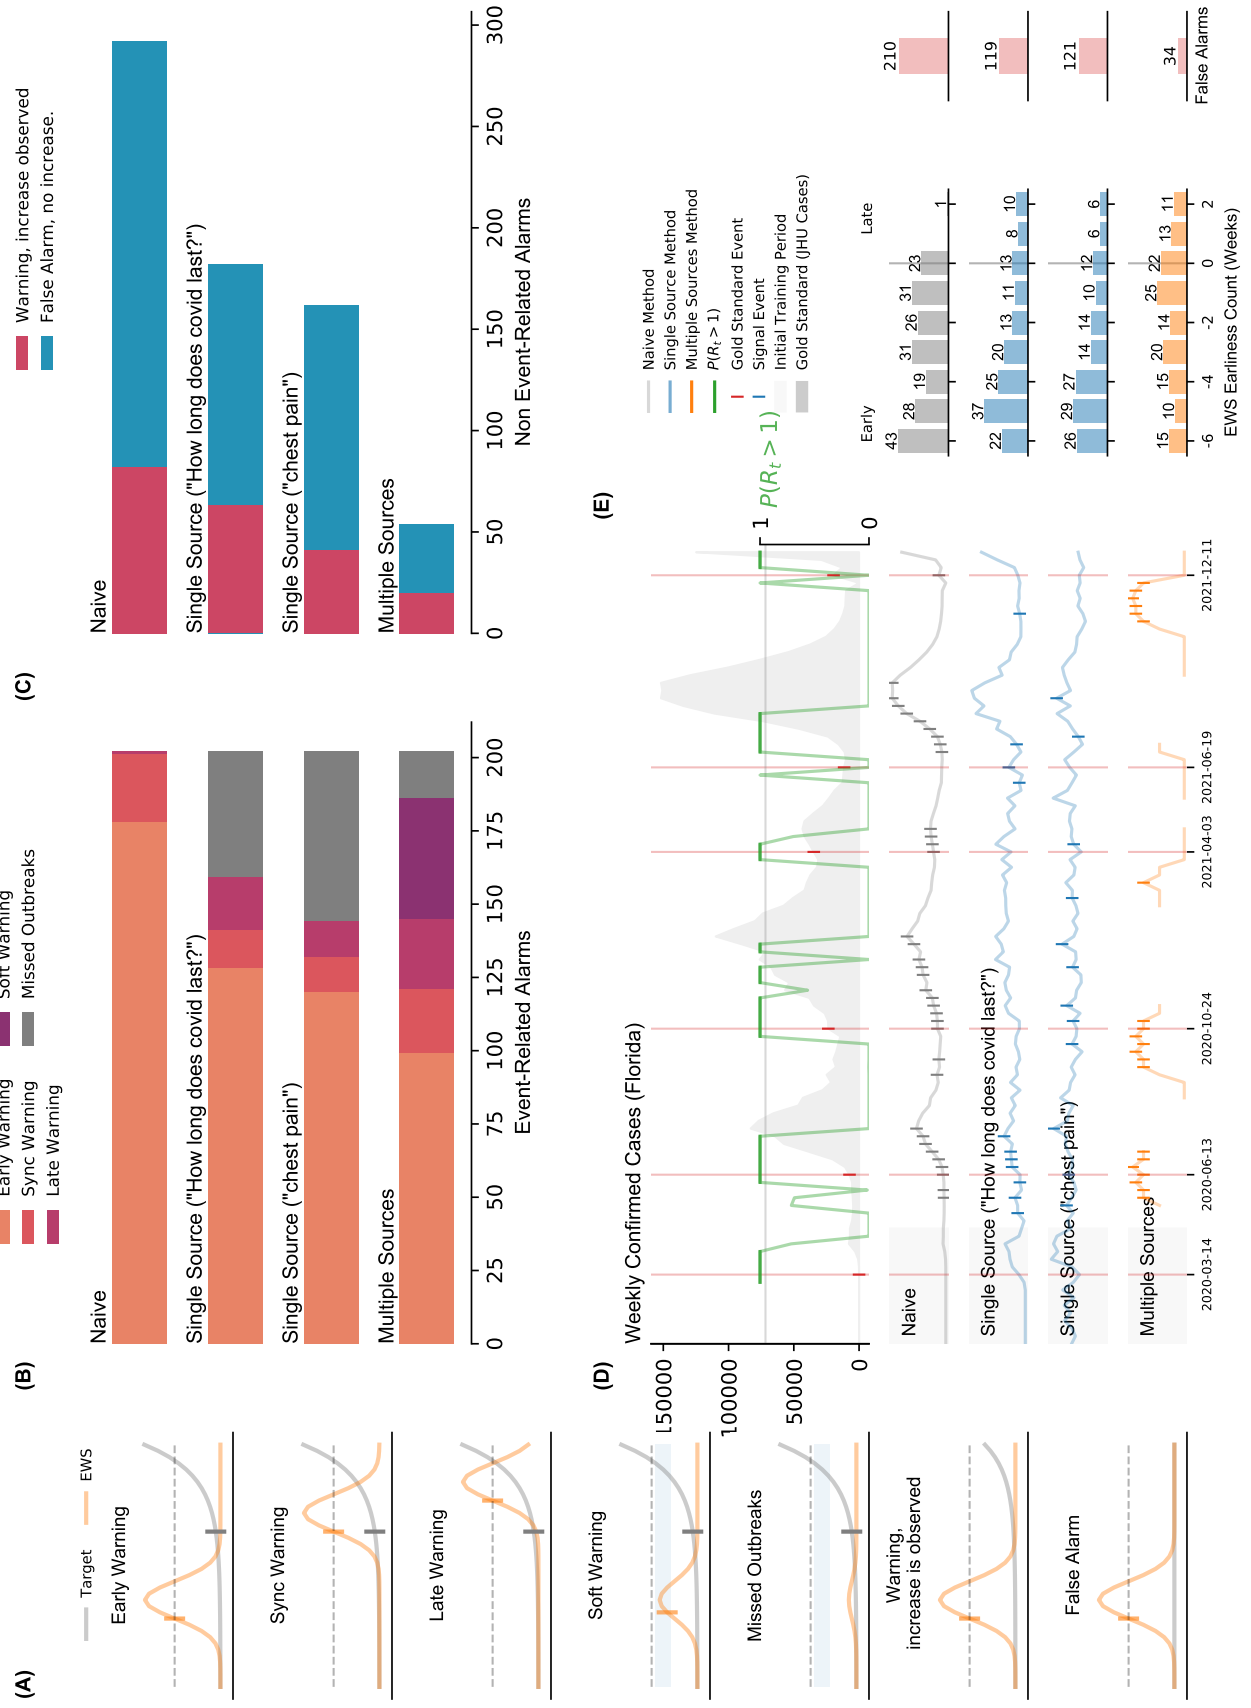 (A)
Target
EWS
Early Warning
Sync Warning
Late Warning
Soft Warning
Missed Outbreaks
Warning,
increase is observed
False Alarm
(B)
Early Warning
Sync Warning
Late Warning
Soft Warning
Missed Outbreaks
Naive
Single Source ("How long does covid last?")
Single Source ("chest pain")
Multiple Sources
0 25 50 75 100 125 150 175 200
Event-Related Alarms
(C)
Warning, increase observed
False Alarm, no increase.
Naive
Single Source ("How long does covid last?")
Single Source ("chest pain")
Multiple Sources
0 50 100 150 200 250 300
Non Event-Related Alarms
(D)
Weekly Confirmed Cases (Florida)
150000
100000
50000
0
1
0
P(Rt > 1)
Naive
Single Source ("How long does covid last?")
Single Source ("chest pain")
Multiple Sources
2020-03-14 2020-06-13 2020-10-24 2021-04-03 2021-06-19 2021-12-11
Naive Method
Single Source Method
Multiple Sources Method
P(Rt > 1)
Gold Standard Event
Signal Event
Initial Training Period
Gold Standard (JHU Cases)
(E)
Early
Late
43 28 19 31 26 31 23 1
210
22 37 25 20 13 11 13 8 10
119
26 29 27 14 14 10 12 6 6
121
15 10 15 20 14 25 22 13 11
34
-6 -4 -2 0 2
EWS Earliness Count (Weeks)
False Alarms